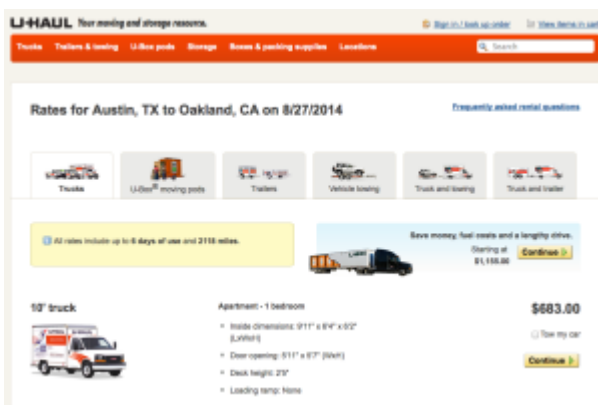 U-HAUL Your moving and storage resource.
Sign in / look up order
View items in cart
Trucks Trailers & towing U-Box pods Storage Boxes & packing supplies Locations
Search
Rates for Austin, TX to Oakland, CA on 8/27/2014
Frequently asked rental questions
Trucks
U-Box® moving pods
Trailers
Vehicle towing
Truck and towing
Truck and trailer
All rates include up to 6 days of use and 2118 miles.
Save money, fuel costs and a lengthy drive.
Starting at
Continue
10' truck
Apartment - 1 bedroom
$683.00
Inside dimensions: 9'11" x 6'4" x 6'2"
(LxWxH)
Tow my car
Door opening: 5'11" x 5'7" (WxH)
Continue
Deck height: 2'5"
Loading ramp: None